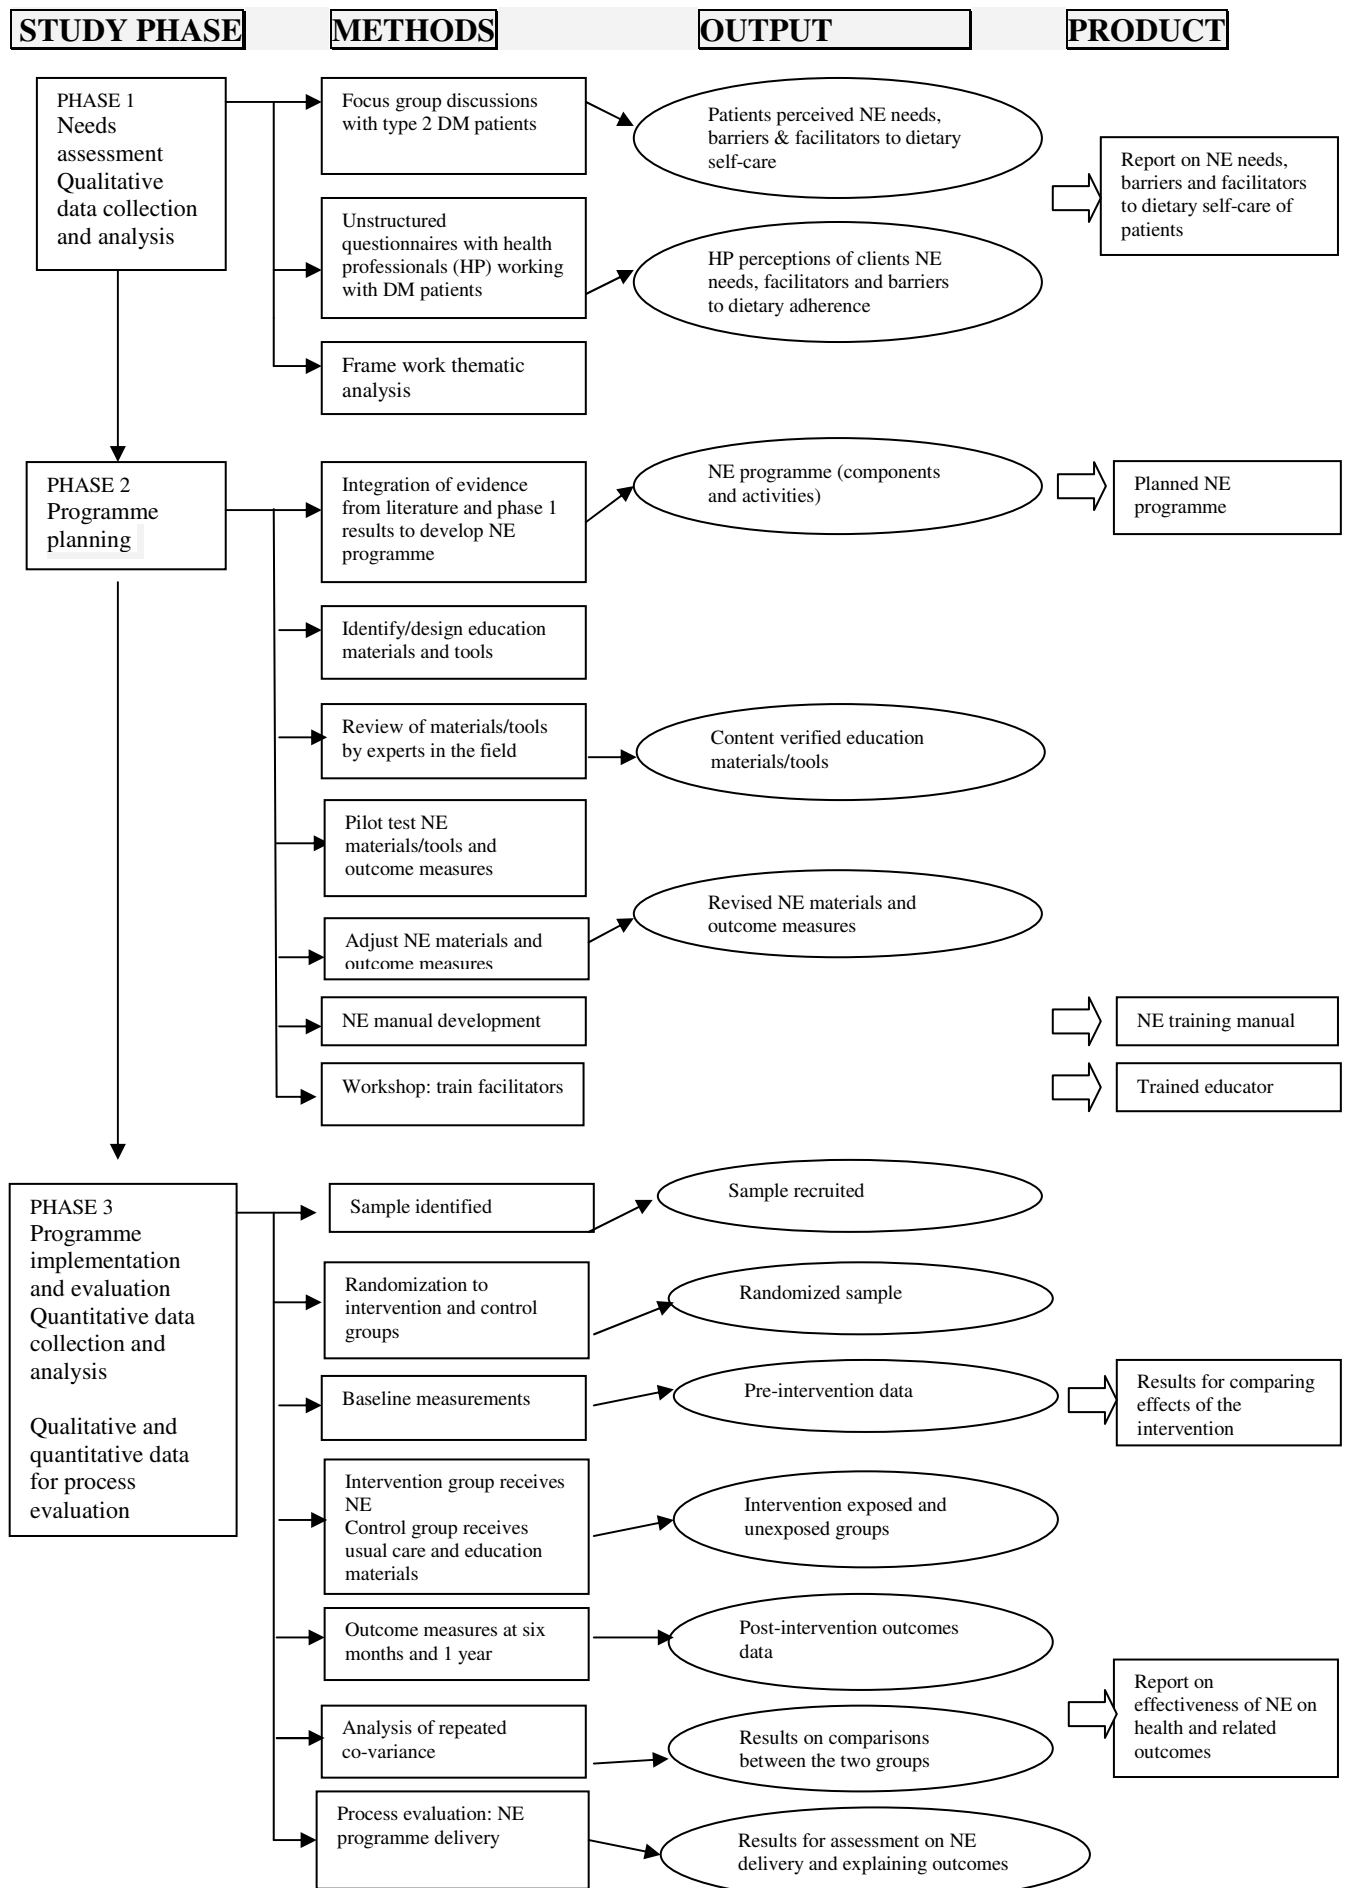 STUDY PHASE
METHODS
OUTPUT
PRODUCT
PHASE 1
Needs
assessment
Qualitative
data collection
and analysis
Focus group discussions
with type 2 DM patients
Patients perceived NE needs,
barriers & facilitators to dietary
self-care
Report on NE needs,
barriers and facilitators
to dietary self-care of
patients
Unstructured
questionnaires with health
professionals (HP) working
with DM patients
HP perceptions of clients NE
needs, facilitators and barriers
to dietary adherence
Frame work thematic
analysis
PHASE 2
Programme
planning
Integration of evidence
from literature and phase 1
results to develop NE
programme
NE programme (components
and activities)
Planned NE
programme
Identify/design education
materials and tools
Review of materials/tools
by experts in the field
Content verified education
materials/tools
Pilot test NE
materials/tools and
outcome measures
Adjust NE materials and
outcome measures
Revised NE materials and
outcome measures
NE manual development
NE training manual
Workshop: train facilitators
Trained educator
PHASE 3
Programme
implementation
and evaluation
Quantitative data
collection and
analysis
Qualitative and
quantitative data
for process
evaluation
Sample identified
Sample recruited
Randomization to
intervention and control
groups
Randomized sample
Baseline measurements
Pre-intervention data
Results for comparing
effects of the
intervention
Intervention group receives
NE
Control group receives
usual care and education
materials
Intervention exposed and
unexposed groups
Outcome measures at six
months and 1 year
Post-intervention outcomes
data
Analysis of repeated
co-variance
Results on comparisons
between the two groups
Report on
effectiveness of NE on
health and related
outcomes
Process evaluation: NE
programme delivery
Results for assessment on NE
delivery and explaining outcomes